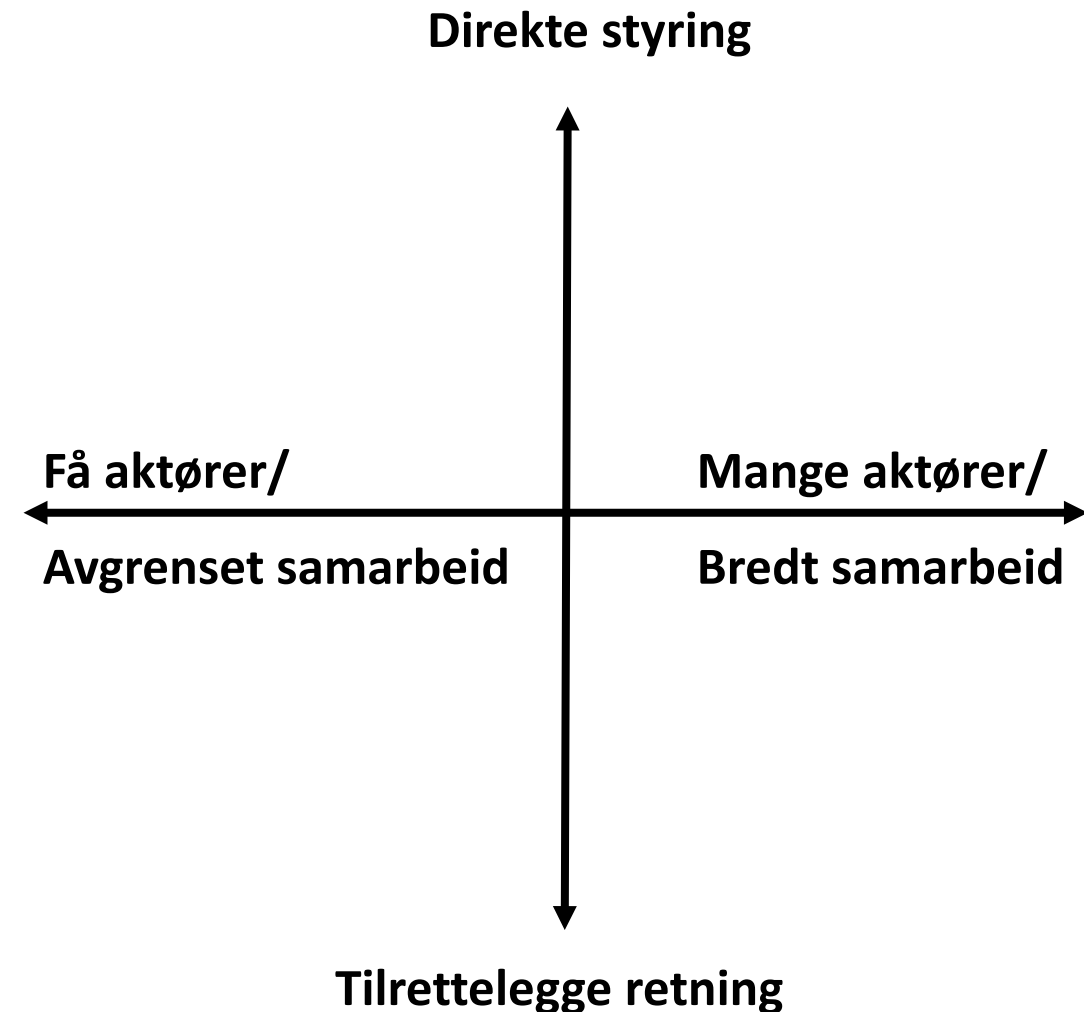 Direkte styring
Få aktører/
Mange aktører/
Avgrenset samarbeid
Bredt samarbeid
Tilrettelegge retning